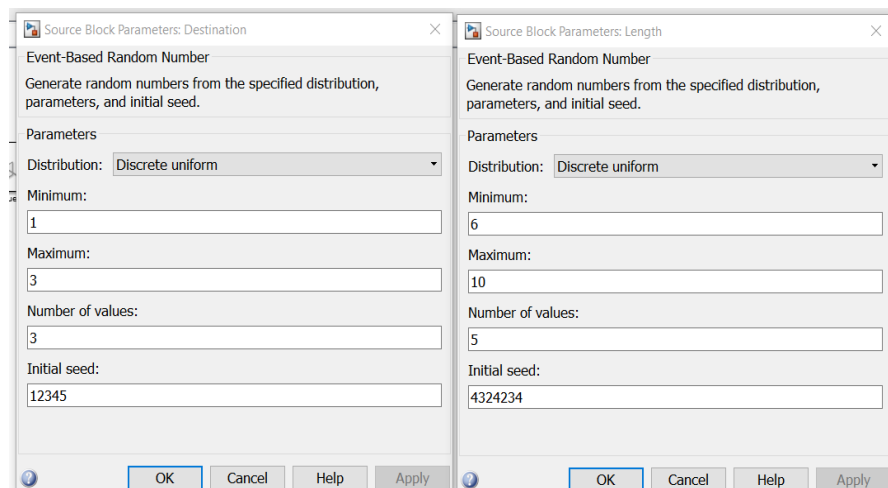 Source Block Parameters: Destination
Event-Based Random Number
Generate random numbers from the specified distribution,
parameters, and initial seed.
Parameters
Distribution: Discrete uniform
Minimum:
1
Maximum:
3
Number of values:
3
Initial seed:
12345
OK Cancel Help Apply
Source Block Parameters: Length
Event-Based Random Number
Generate random numbers from the specified distribution,
parameters, and initial seed.
Parameters
Distribution: Discrete uniform
Minimum:
6
Maximum:
10
Number of values:
5
Initial seed:
4324234
OK Cancel Help Apply